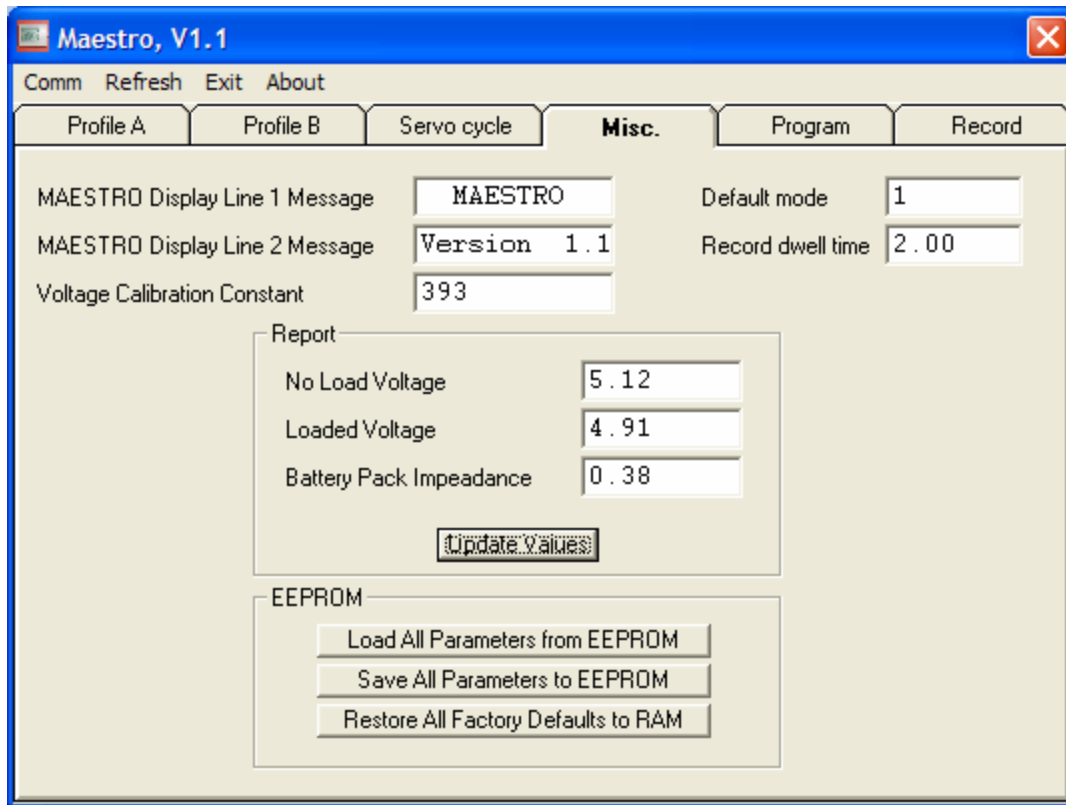 Maestro, V1.1
Comm Refresh Exit About
Profile A Profile B Servo cycle Misc. Program Record
MAESTRO Display Line 1 Message MAESTRO Default mode 1
MAESTRO Display Line 2 Message Version 1.1 Record dwell time 2.00
Voltage Calibration Constant 393
Report
No Load Voltage 5.12
Loaded Voltage 4.91
Battery Pack Impeadance 0.38
Update Values
EEPROM
Load All Parameters from EEPROM
Save All Parameters to EEPROM
Restore All Factory Defaults to RAM